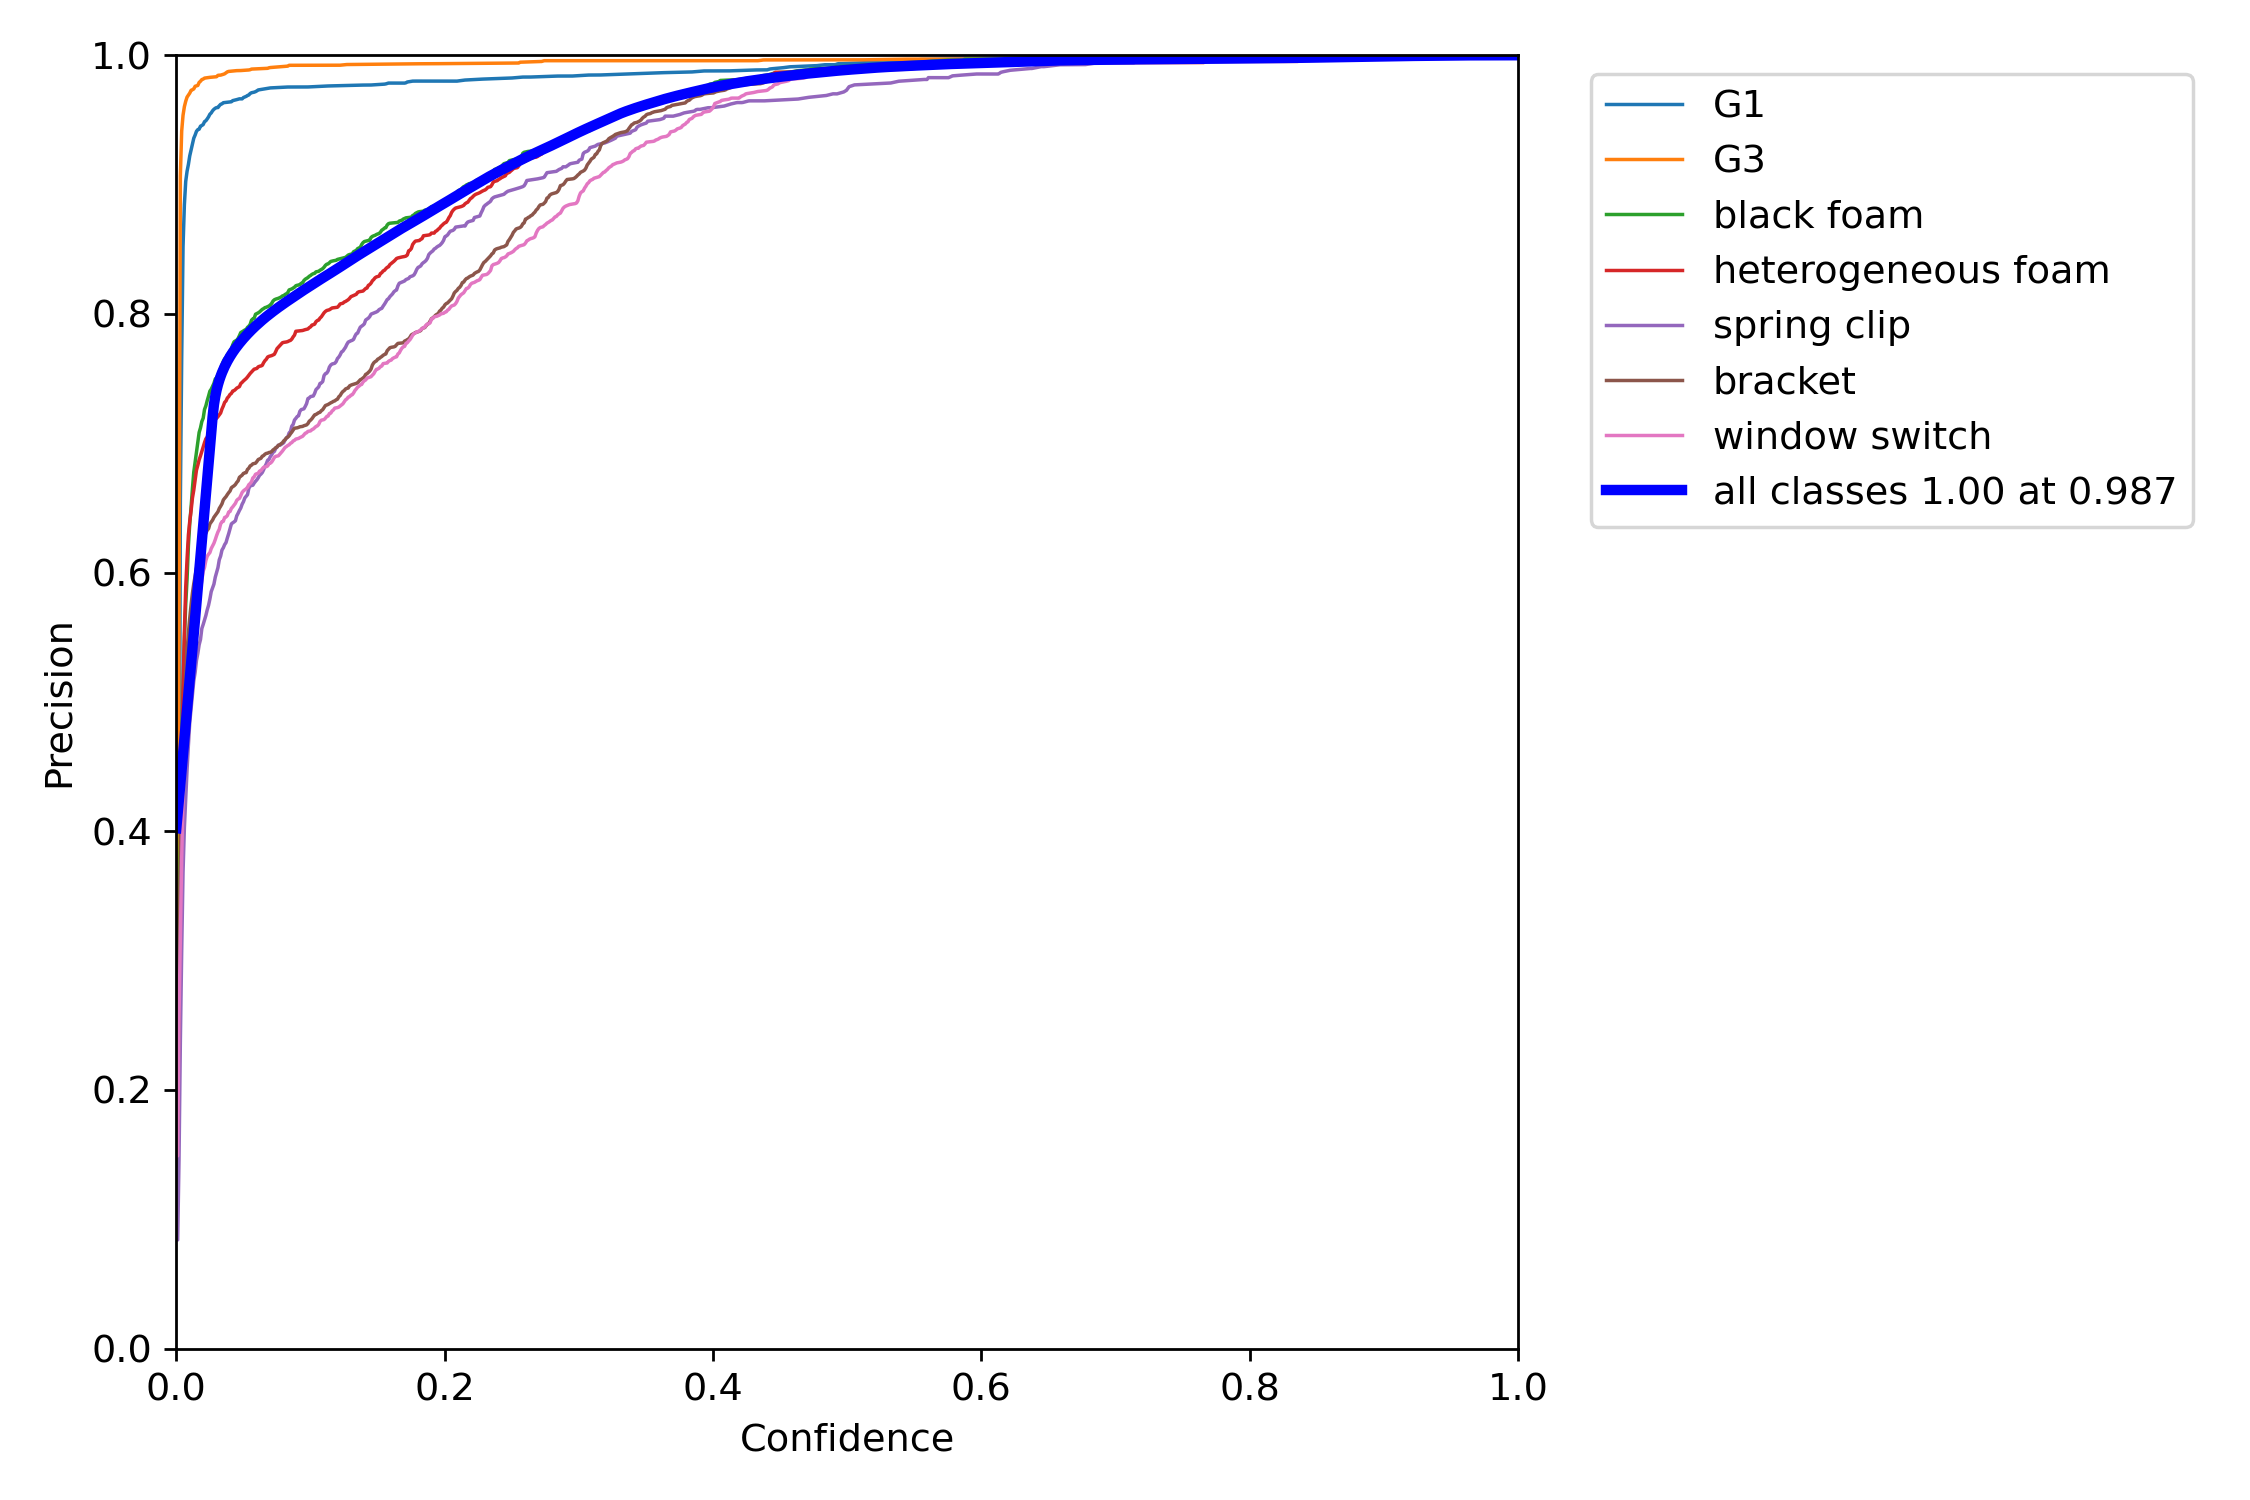 1.0
0.8
0.6
0.4
0.2
0.0
Precision
0.0 0.2 0.4 0.6 0.8 1.0
Confidence
G1
G3
black foam
heterogeneous foam
spring clip
bracket
window switch
all classes 1.00 at 0.987